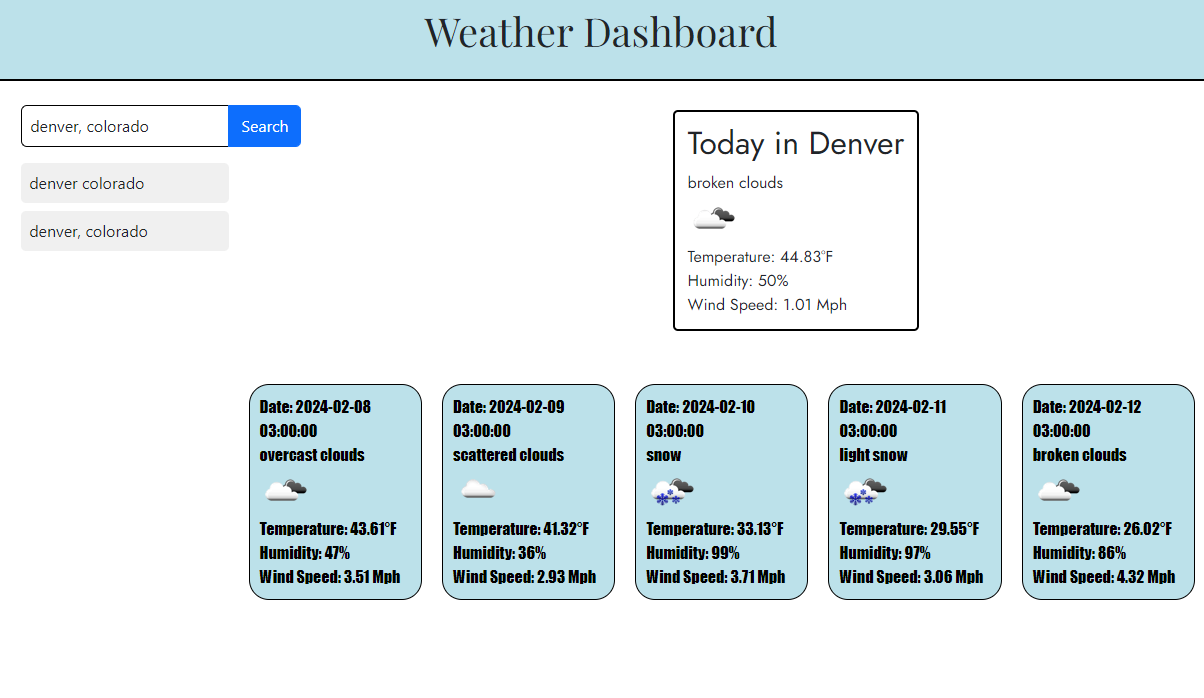 Weather Dashboard
denver, colorado
Search
denver colorado
denver, colorado
Today in Denver
broken clouds
Temperature: 44.83°F
Humidity: 50%
Wind Speed: 1.01 Mph
Date: 2024-02-08
03:00:00
overcast clouds
Temperature: 43.61°F
Humidity: 47%
Wind Speed: 3.51 Mph
Date: 2024-02-09
03:00:00
scattered clouds
Temperature: 41.32°F
Humidity: 36%
Wind Speed: 2.93 Mph
Date: 2024-02-10
03:00:00
snow
Temperature: 33.13°F
Humidity: 99%
Wind Speed: 3.71 Mph
Date: 2024-02-11
03:00:00
light snow
Temperature: 29.55°F
Humidity: 97%
Wind Speed: 3.06 Mph
Date: 2024-02-12
03:00:00
broken clouds
Temperature: 26.02°F
Humidity: 86%
Wind Speed: 4.32 Mph